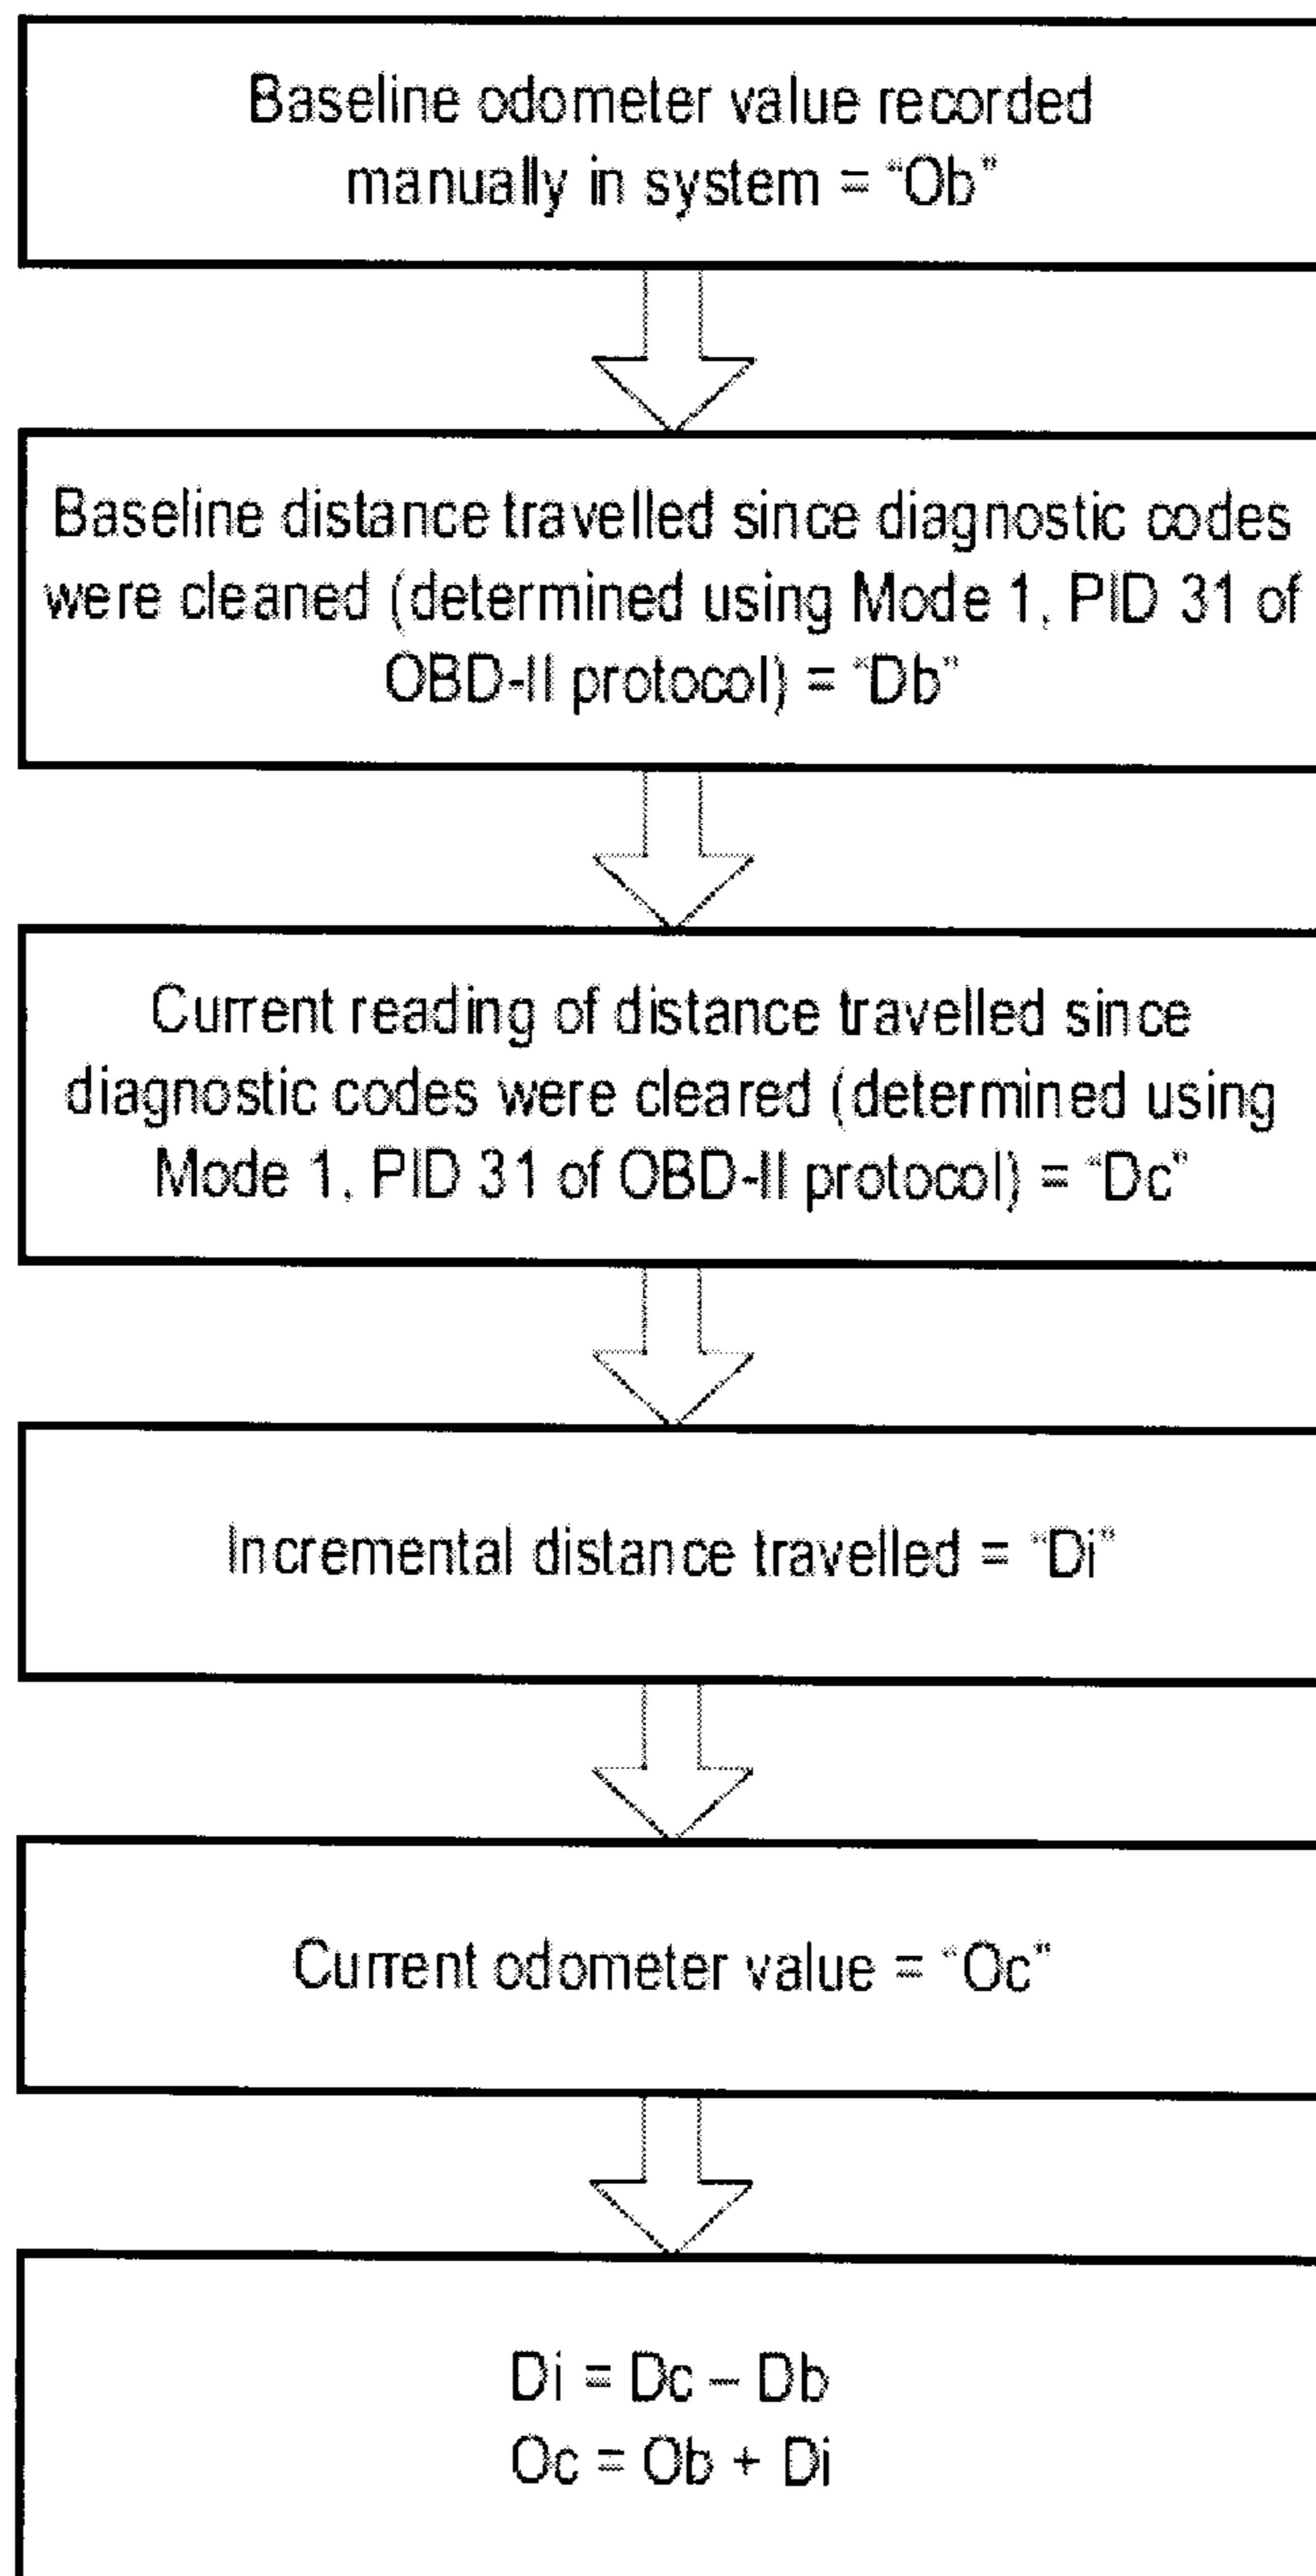 Baseline odometer value recorded
manually in system = “Ob”
Baseline distance travelled since diagnostic codes
were cleaned (determined using Mode 1, PID 31 of
OBD-II protocol) = “Db”
Current reading of distance travelled since
diagnostic codes were cleared (determined using
Mode 1, PID 31 of OBD-II protocol) = “Dc”
Incremental distance travelled = “Di”
Current odometer value = “Oc”
Di = Dc – Db
Oc = Ob + Di